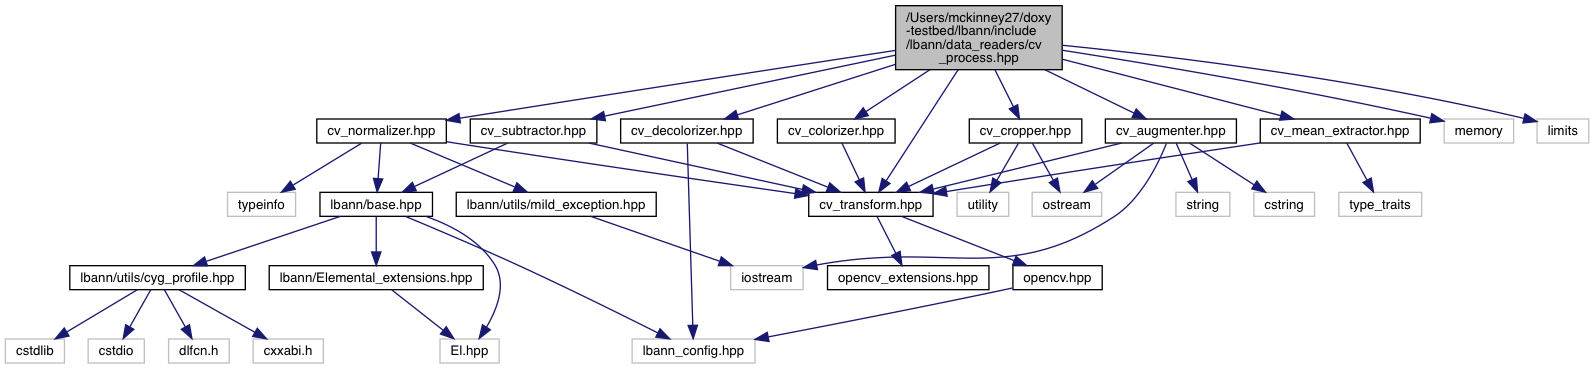 /Users/mckinney27/doxy
-testbed/lbann/include
/lbann/data_readers/cv
_process.hpp
cv_normalizer.hpp
cv_subtractor.hpp
cv_decolorizer.hpp
cv_colorizer.hpp
cv_cropper.hpp
cv_augmenter.hpp
cv_mean_extractor.hpp
memory
limits
typeinfo
lbann/base.hpp
lbann/utils/mild_exception.hpp
cv_transform.hpp
utility
ostream
string
cstring
type_traits
lbann/utils/cyg_profile.hpp
lbann/Elemental_extensions.hpp
iostream
opencv_extensions.hpp
opencv.hpp
cstdlib
cstdio
dlfcn.h
cxxabi.h
El.hpp
lbann_config.hpp